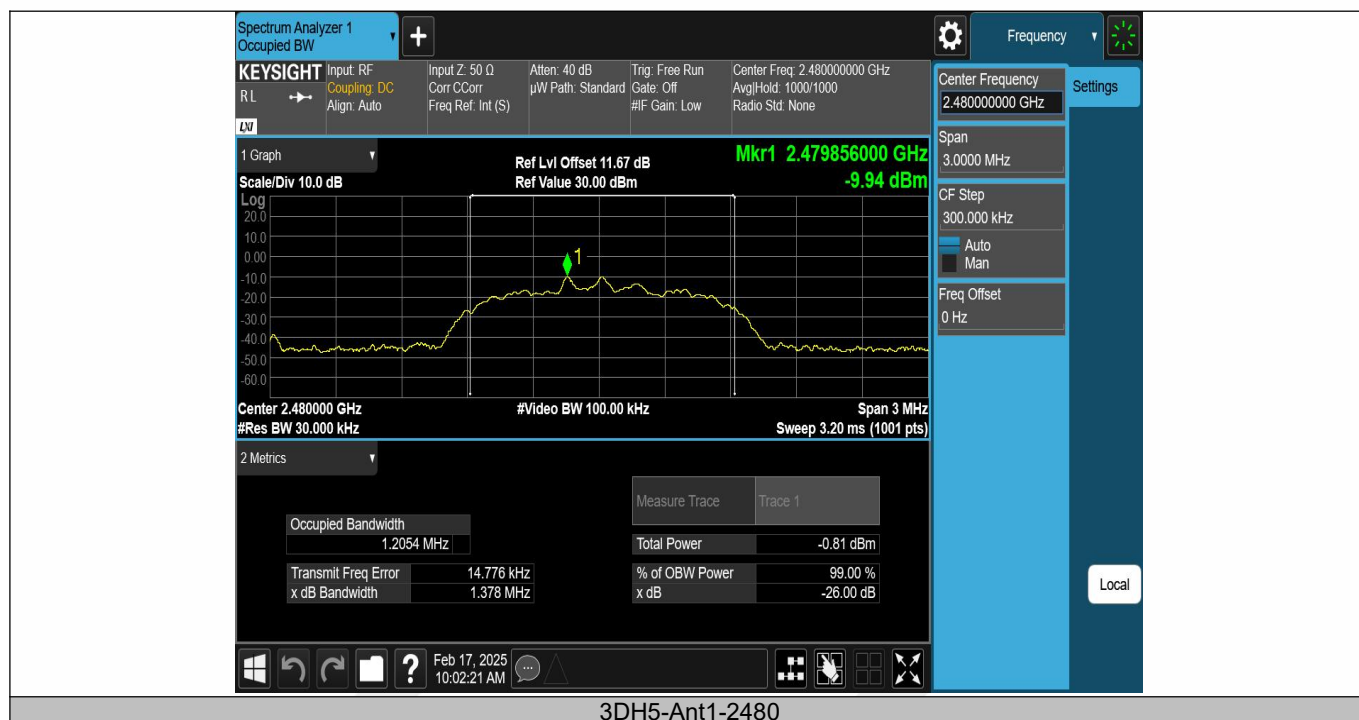 Spectrum Analyzer 1
Occupied BW
+
Frequency
KEYSIGHT
R L
LXI
Input: RF
Coupling: DC
Align: Auto
Input Z: 50 Ω
Corr CCorr
Freq Ref: Int (S)
Atten: 40 dB
µW Path: Standard
Trig: Free Run
Gate: Off
#IF Gain: Low
Center Freq: 2.480000000 GHz
Avg|Hold: 1000/1000
Radio Std: None
Center Frequency
2.480000000 GHz
Settings
Span
3.0000 MHz
CF Step
300.000 kHz
Auto
Man
Freq Offset
0 Hz
Local
1 Graph
Scale/Div 10.0 dB
Ref Lvl Offset 11.67 dB
Ref Value 30.00 dBm
Mkr1 2.479856000 GHz
-9.94 dBm
Log
20.0
10.0
0.00
-10.0
-20.0
-30.0
-40.0
-50.0
-60.0
1
Center 2.480000 GHz
#Video BW 100.00 kHz
Span 3 MHz
#Res BW 30.000 kHz
Sweep 3.20 ms (1001 pts)
2 Metrics
Measure Trace Trace 1
Occupied Bandwidth
1.2054 MHz
Total Power -0.81 dBm
Transmit Freq Error 14.776 kHz
% of OBW Power 99.00 %
x dB Bandwidth 1.378 MHz
x dB -26.00 dB
?
Feb 17, 2025
10:02:21 AM
3DH5-Ant1-2480